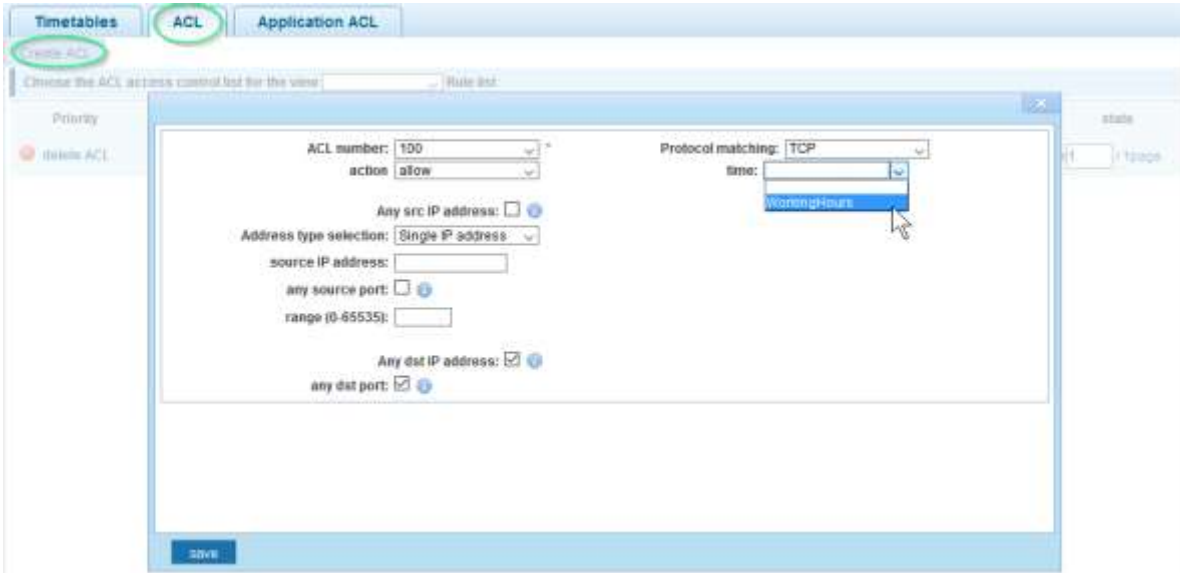 Timetables ACL Application ACL
Create ACL
Choose the ACL access control list for the view Rule list
Priority state
delete ACL 1 / 1page
ACL number: 100 * Protocol matching: TCP
action allow time:
WorkingHours
Any src IP address:
Address type selection: Single IP address
source IP address:
any source port:
range (0-65535):
Any dst IP address:
any dst port:
save